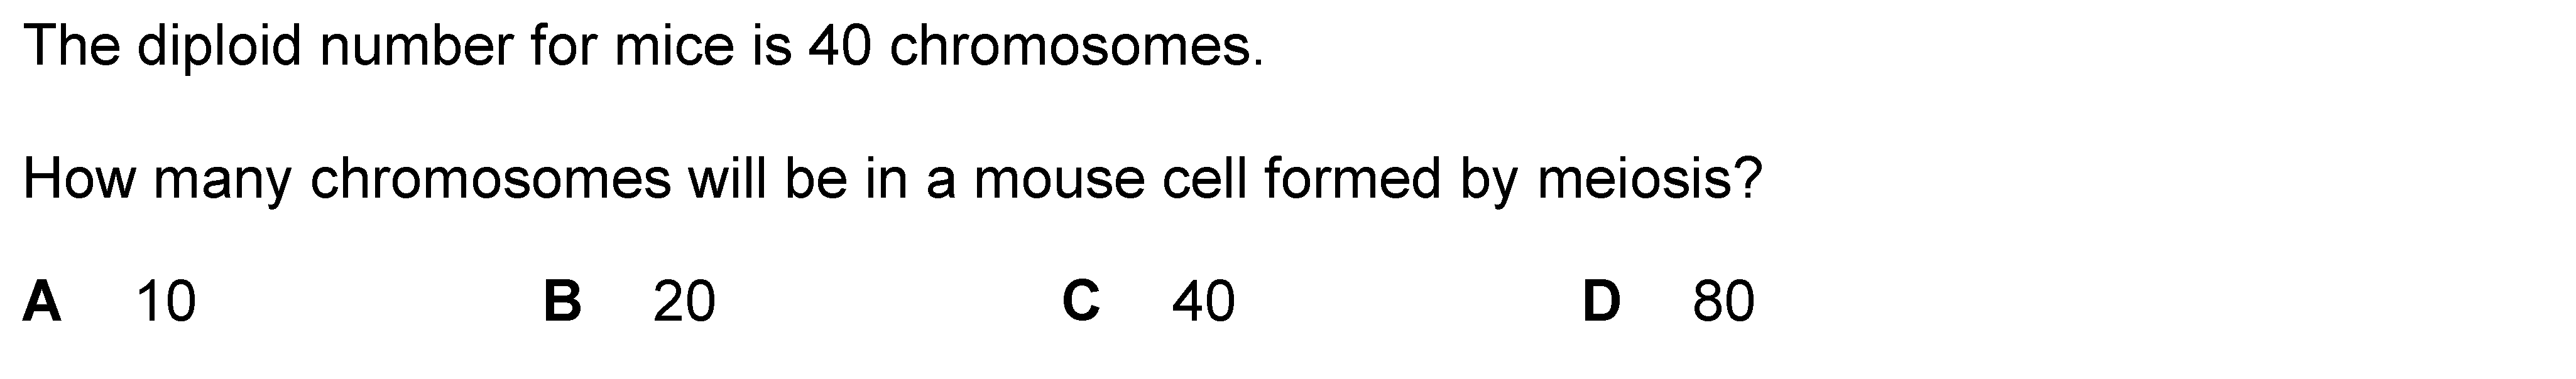 The diploid number for mice is 40 chromosomes.
How many chromosomes will be in a mouse cell formed by meiosis?
A 10 B 20 C 40 D 80